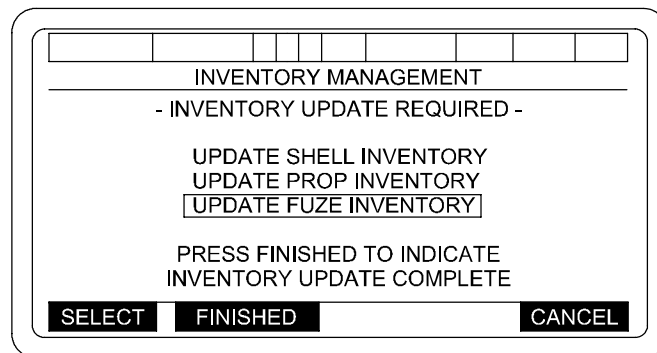 INVENTORY MANAGEMENT
- INVENTORY UPDATE REQUIRED -
UPDATE SHELL INVENTORY
UPDATE PROP INVENTORY
UPDATE FUZE INVENTORY
PRESS FINISHED TO INDICATE
INVENTORY UPDATE COMPLETE
SELECT FINISHED CANCEL